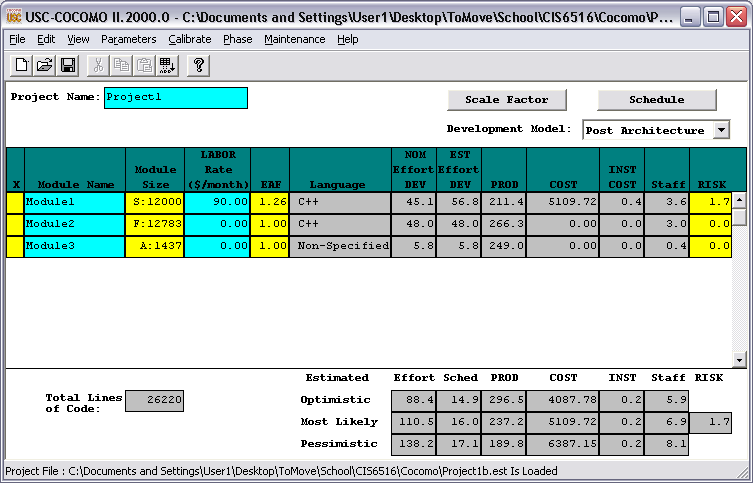 USC-COCOMO II.2000.0 - C:\Documents and Settings\User1\Desktop\ToMove\School\CIS6516\Cocomo\P...
File Edit View Parameters Calibrate Phase Maintenance Help
Project Name: Project1
Scale Factor Schedule
Development Model: Post Architecture
X Module Name Module Size LABOR Rate ($/month) EAF Language NOM Effort DEV EST Effort DEV PROD COST INST COST Staff RISK
Module1 S:12000 90.00 1.26 C++ 45.1 56.8 211.4 5109.72 0.4 3.6 1.7
Module2 F:12783 0.00 1.00 C++ 48.0 48.0 266.3 0.00 0.0 3.0 0.0
Module3 A:1437 0.00 1.00 Non-Specified 5.8 5.8 249.0 0.00 0.0 0.4 0.0
Estimated Effort Sched PROD COST INST Staff RISK
Total Lines of Code: 26220
Optimistic 88.4 14.9 296.5 4087.78 0.2 5.9
Most Likely 110.5 16.0 237.2 5109.72 0.2 6.9 1.7
Pessimistic 138.2 17.1 189.8 6387.15 0.2 8.1
Project File : C:\Documents and Settings\User1\Desktop\ToMove\School\CIS6516\Cocomo\Project1b.est Is Loaded